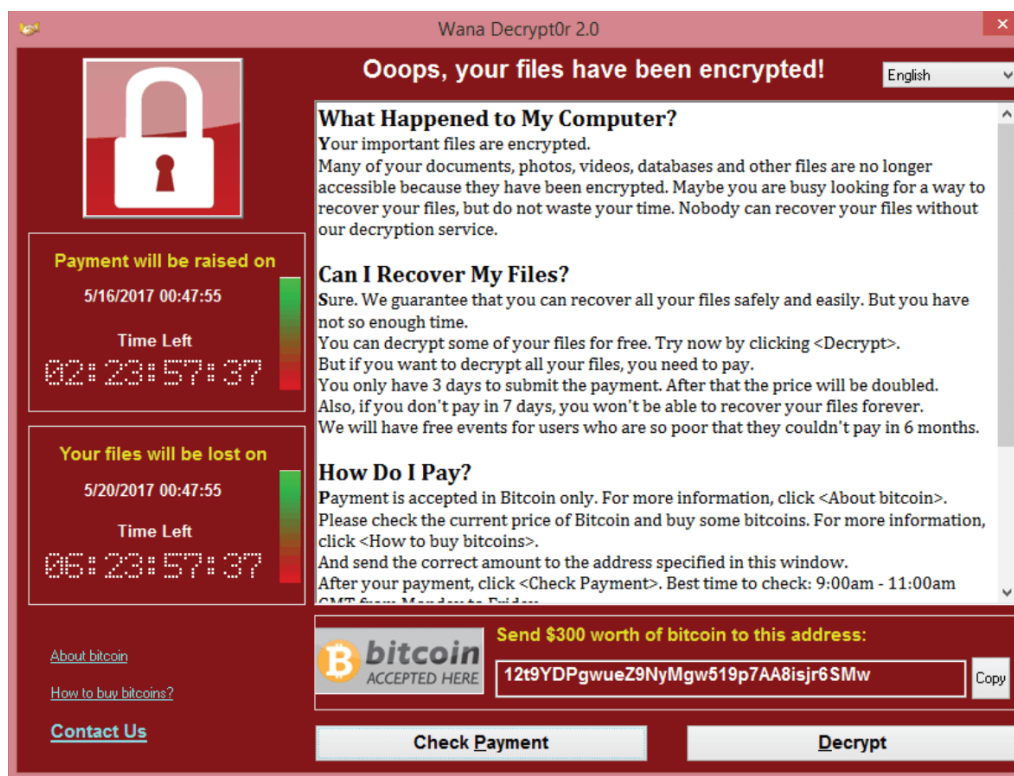 Wana Decrypt0r 2.0
Ooops, your files have been encrypted!
English
Payment will be raised on
5/16/2017 00:47:55
Time Left
02:23:57:37
Your files will be lost on
5/20/2017 00:47:55
Time Left
06:23:57:37
About bitcoin
How to buy bitcoins?
Contact Us
What Happened to My Computer?
Your important files are encrypted.
Many of your documents, photos, videos, databases and other files are no longer
accessible because they have been encrypted. Maybe you are busy looking for a way to
recover your files, but do not waste your time. Nobody can recover your files without
our decryption service.
Can I Recover My Files?
Sure. We guarantee that you can recover all your files safely and easily. But you have
not so enough time.
You can decrypt some of your files for free. Try now by clicking <Decrypt>.
But if you want to decrypt all your files, you need to pay.
You only have 3 days to submit the payment. After that the price will be doubled.
Also, if you don't pay in 7 days, you won't be able to recover your files forever.
We will have free events for users who are so poor that they couldn't pay in 6 months.
How Do I Pay?
Payment is accepted in Bitcoin only. For more information, click <About bitcoin>.
Please check the current price of Bitcoin and buy some bitcoins. For more information,
click <How to buy bitcoins>.
And send the correct amount to the address specified in this window.
After your payment, click <Check Payment>. Best time to check: 9:00am - 11:00am
GMT from Monday to Friday
bitcoin
ACCEPTED HERE
Send $300 worth of bitcoin to this address:
12t9YDPgwueZ9NyMgw519p7AA8isjr6SMw
Copy
Check Payment
Decrypt